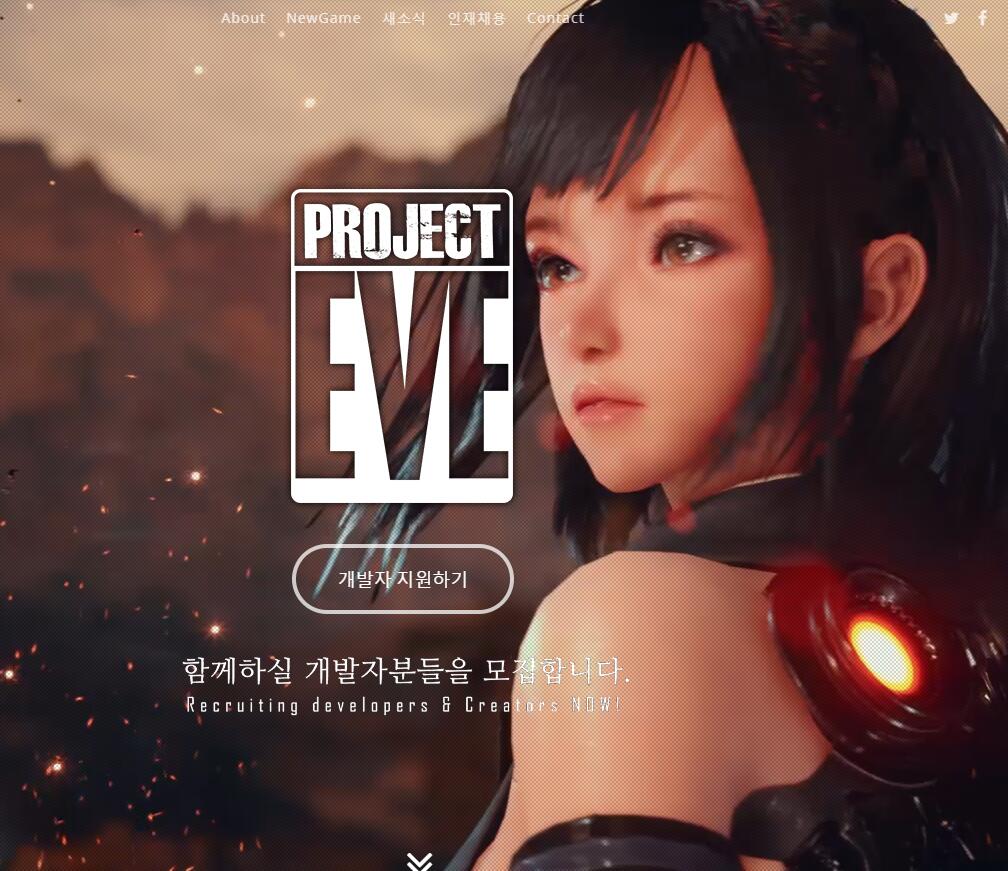 About NewGame 새소식 인재채용 Contact
PROJECT
EVE
개발자 지원하기
함께하실 개발자분들을 모집합니다.
Recruiting developers & Creators NOW!